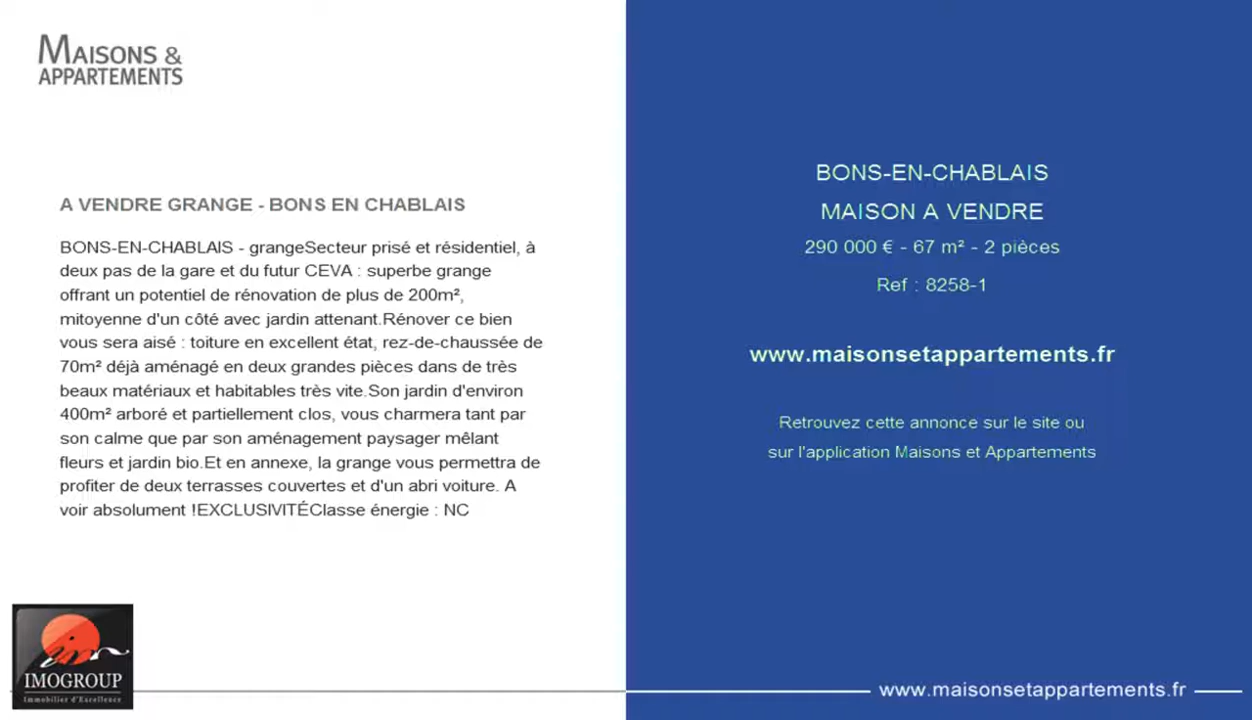 MAISONS &
APPARTEMENTS
A VENDRE GRANGE - BONS EN CHABLAIS
BONS-EN-CHABLAIS - grangeSecteur prisé et résidentiel, à
deux pas de la gare et du futur CEVA : superbe grange
offrant un potentiel de rénovation de plus de 200m²,
mitoyenne d'un côté avec jardin attenant.Rénover ce bien
vous sera aisé : toiture en excellent état, rez-de-chaussée de
70m² déjà aménagé en deux grandes pièces dans de très
beaux matériaux et habitables très vite.Son jardin d'environ
400m² arboré et partiellement clos, vous charmera tant par
son calme que par son aménagement paysager mêlant
fleurs et jardin bio.Et en annexe, la grange vous permettra de
profiter de deux terrasses couvertes et d'un abri voiture. A
voir absolument !EXCLUSIVITÉClasse énergie : NC
im
IMOGROUP
Immobilier d'Excellence
BONS-EN-CHABLAIS
MAISON A VENDRE
290 000 € - 67 m² - 2 pièces
Ref : 8258-1
www.maisonsetappartements.fr
Retrouvez cette annonce sur le site ou
sur l'application Maisons et Appartements
www.maisonsetappartements.fr